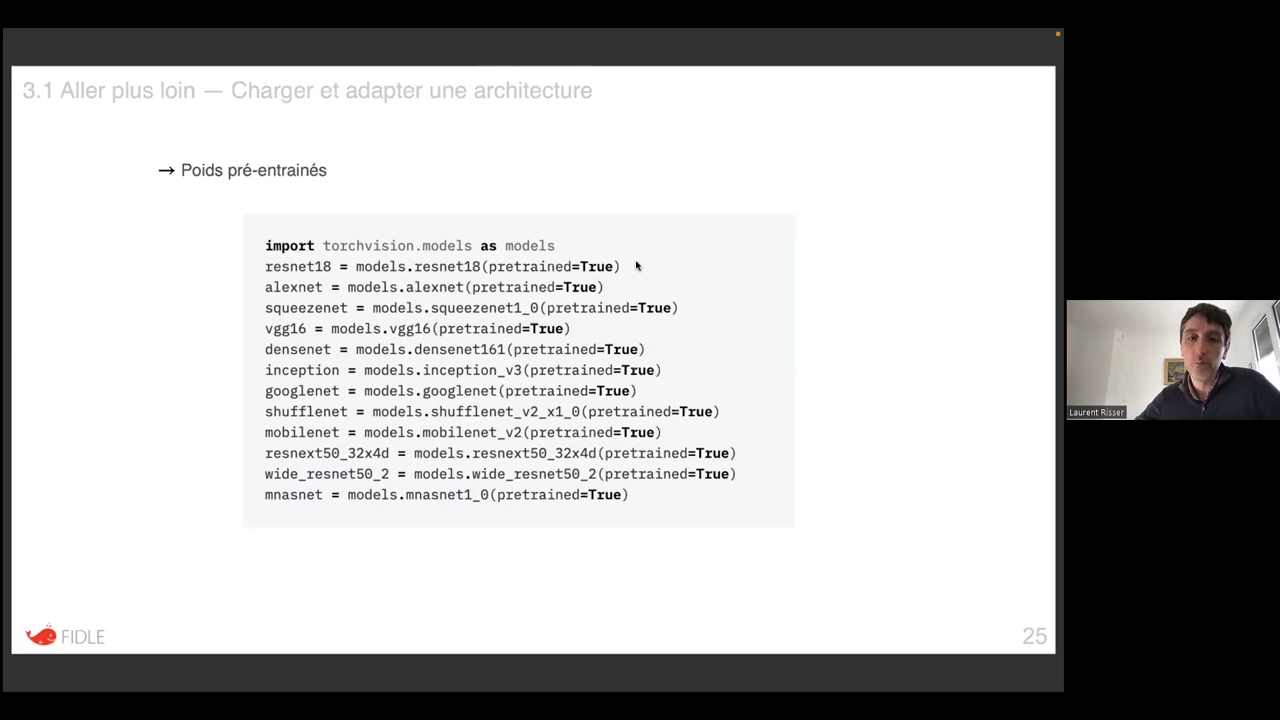 3.1 Aller plus loin — Charger et adapter une architecture
→ Poids pré-entrainés
import torchvision.models as models
resnet18 = models.resnet18(pretrained=True)
alexnet = models.alexnet(pretrained=True)
squeezenet = models.squeezenet1_0(pretrained=True)
vgg16 = models.vgg16(pretrained=True)
densenet = models.densenet161(pretrained=True)
inception = models.inception_v3(pretrained=True)
googlenet = models.googlenet(pretrained=True)
shufflenet = models.shufflenet_v2_x1_0(pretrained=True)
mobilenet = models.mobilenet_v2(pretrained=True)
resnext50_32x4d = models.resnext50_32x4d(pretrained=True)
wide_resnet50_2 = models.wide_resnet50_2(pretrained=True)
mnasnet = models.mnasnet1_0(pretrained=True)
Laurent Risser
FIDLE
25